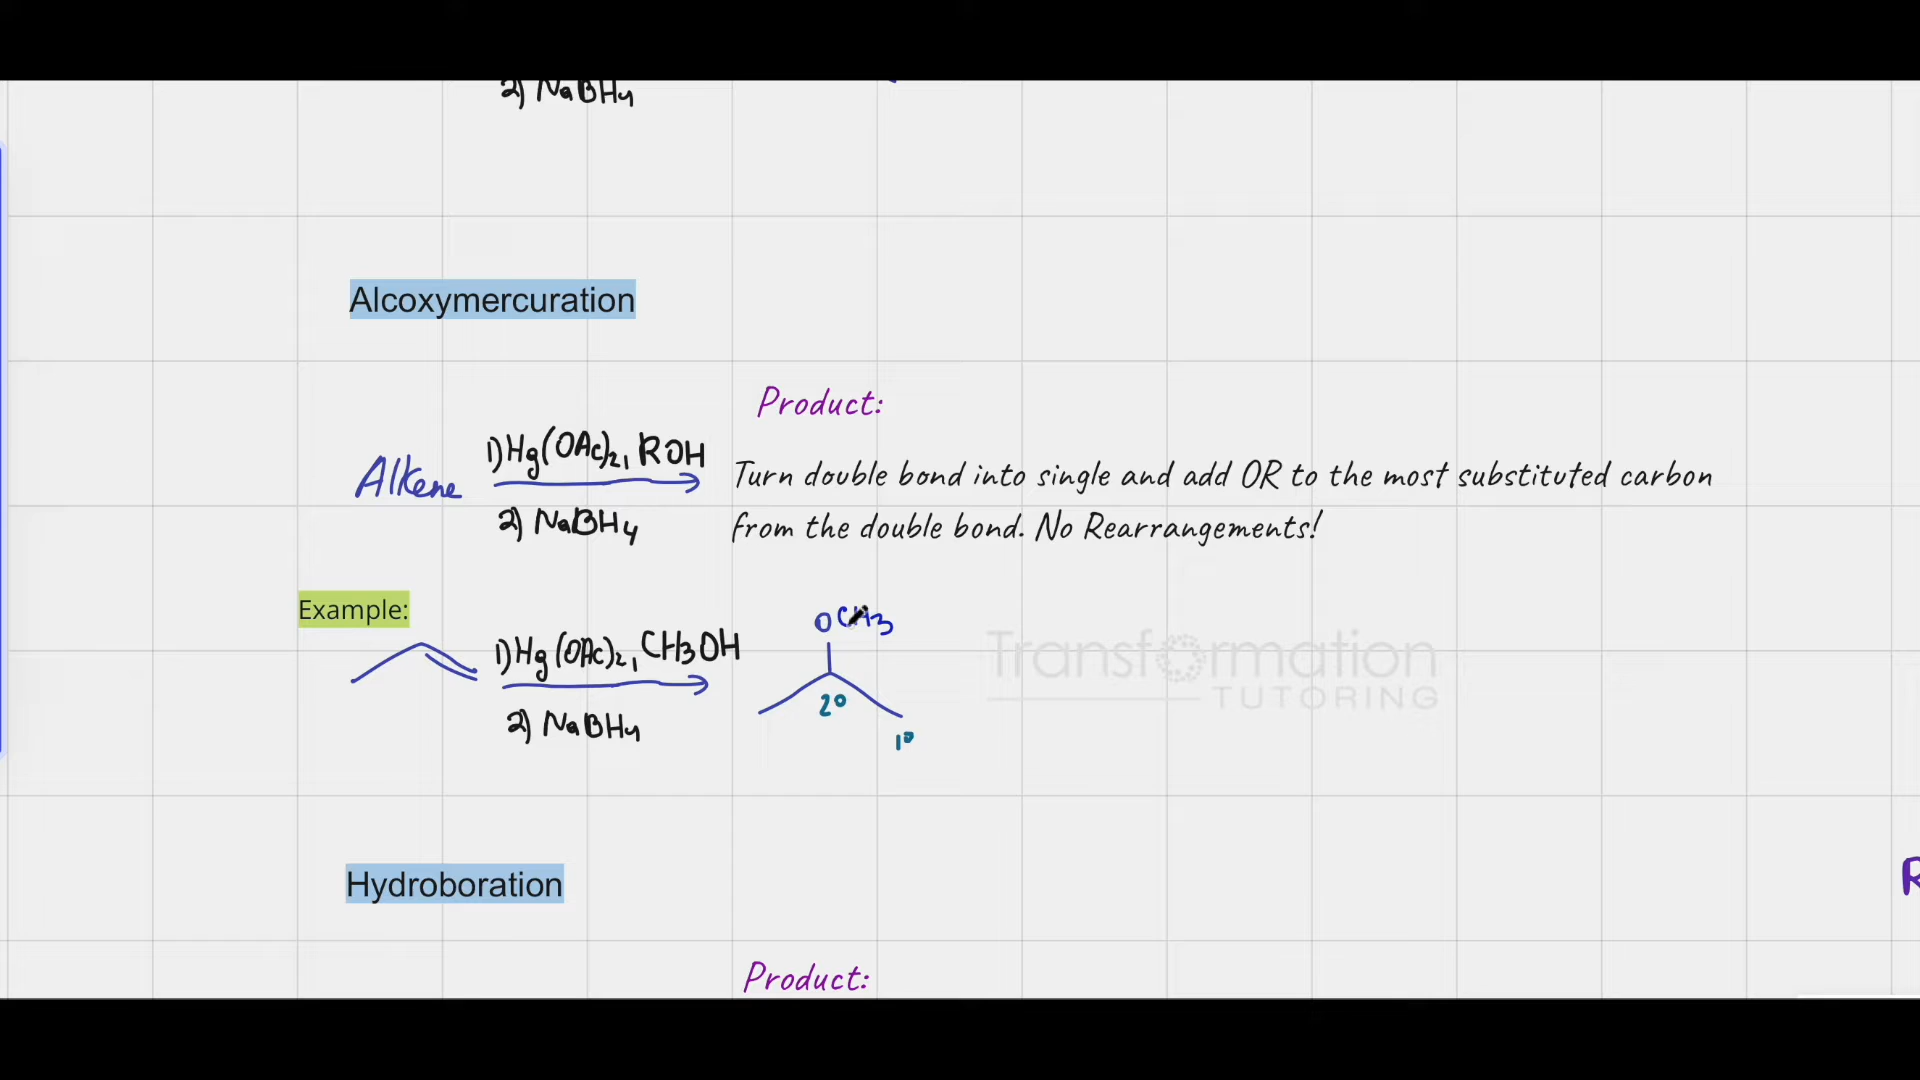 2) NaBH4
Alcoxymercuration
Product:
1) Hg(OAc)2, ROH
Alkene
2) NaBH4
Turn double bond into single and add OR to the most substituted carbon
from the double bond. No Rearrangements!
Example:
1) Hg(OAc)2, CH3OH
2) NaBH4
OCH3
2°
1°
Transformation
TUTORING
Hydroboration
R
Product: